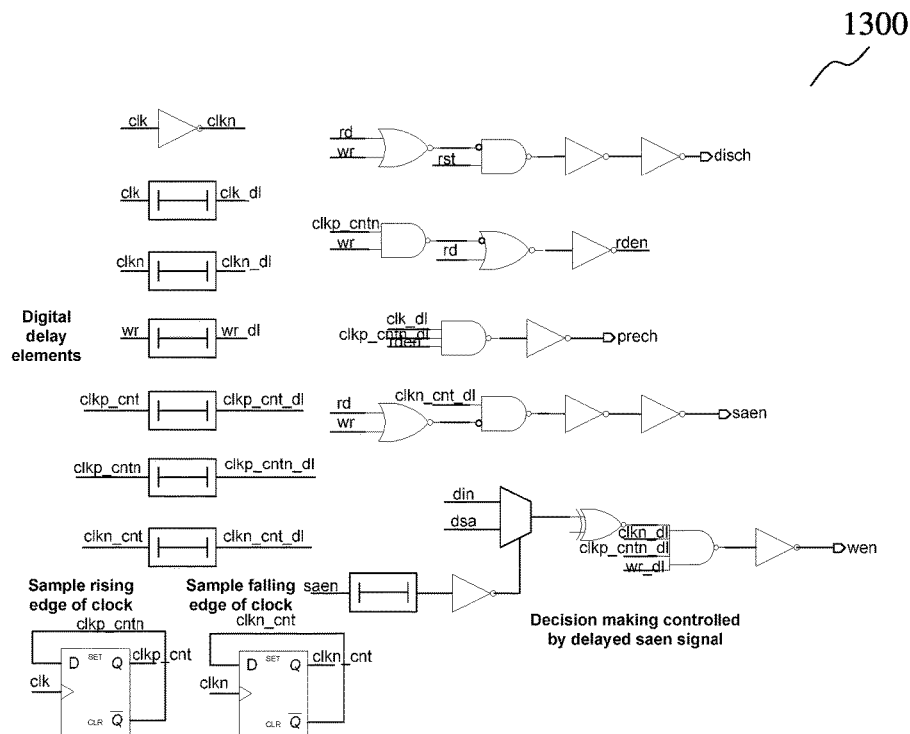 1300
clk
clkn
clk
clk_dl
clkn
clkn_dl
Digital
delay
elements
wr
wr_dl
clkp_cnt
clkp_cnt_dl
clkp_cntn
clkp_cntn_dl
clkn_cnt
clkn_cnt_dl
rd
wr
rst
disch
clkp_cntn
wr
rd
rden
clk_dl
clkp_cntn_dl
rden
prech
rd
wr
clkn_cnt_dl
saen
din
dsa
clkn_dl
clkp_cntn_dl
wr_dl
wen
saen
Decision making controlled
by delayed saen signal
Sample rising
edge of clock
clkp_cntn
D
SET
Q
clkp_cnt
clk
CLR
Q
Sample falling
edge of clock
clkn_cnt
D
SET
Q
clkn_cnt
clkn
CLR
Q